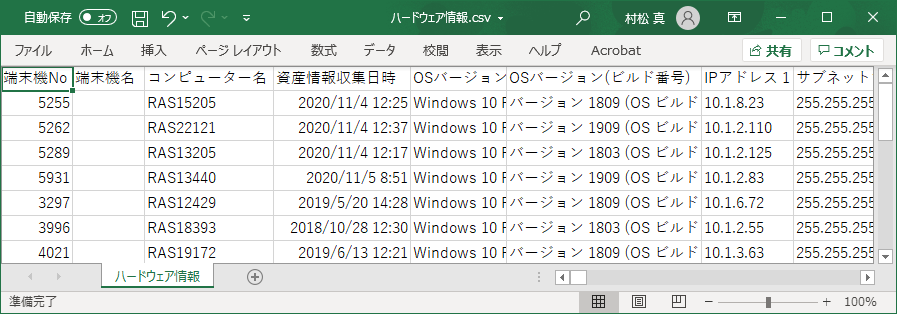 自動保存 オフ ハードウェア情報.csv 村松 真
ファイル ホーム 挿入 ページ レイアウト 数式 データ 校閲 表示 ヘルプ Acrobat 共有 コメント
端末機No 端末機名 コンピューター名 資産情報収集日時 OSバージョン OSバージョン(ビルド番号) IPアドレス 1 サブネット
5255 RAS15205 2020/11/4 12:25 Windows 10 F バージョン 1809 (OS ビルド 10.1.8.23 255.255.255
5262 RAS22121 2020/11/4 12:37 Windows 10 F バージョン 1909 (OS ビルド 10.1.2.110 255.255.255
5289 RAS13205 2020/11/4 12:17 Windows 10 F バージョン 1803 (OS ビルド 10.1.2.125 255.255.255
5931 RAS13440 2020/11/5 8:51 Windows 10 F バージョン 1909 (OS ビルド 10.1.2.83 255.255.255
3297 RAS12429 2019/5/20 14:28 Windows 10 F バージョン 1809 (OS ビルド 10.1.6.72 255.255.255
3996 RAS18393 2018/10/28 12:30 Windows 10 F バージョン 1803 (OS ビルド 10.1.2.55 255.255.255
4021 RAS19172 2019/6/13 12:21 Windows 10 F バージョン 1809 (OS ビルド 10.1.3.63 255.255.255
ハードウェア情報
準備完了 100%